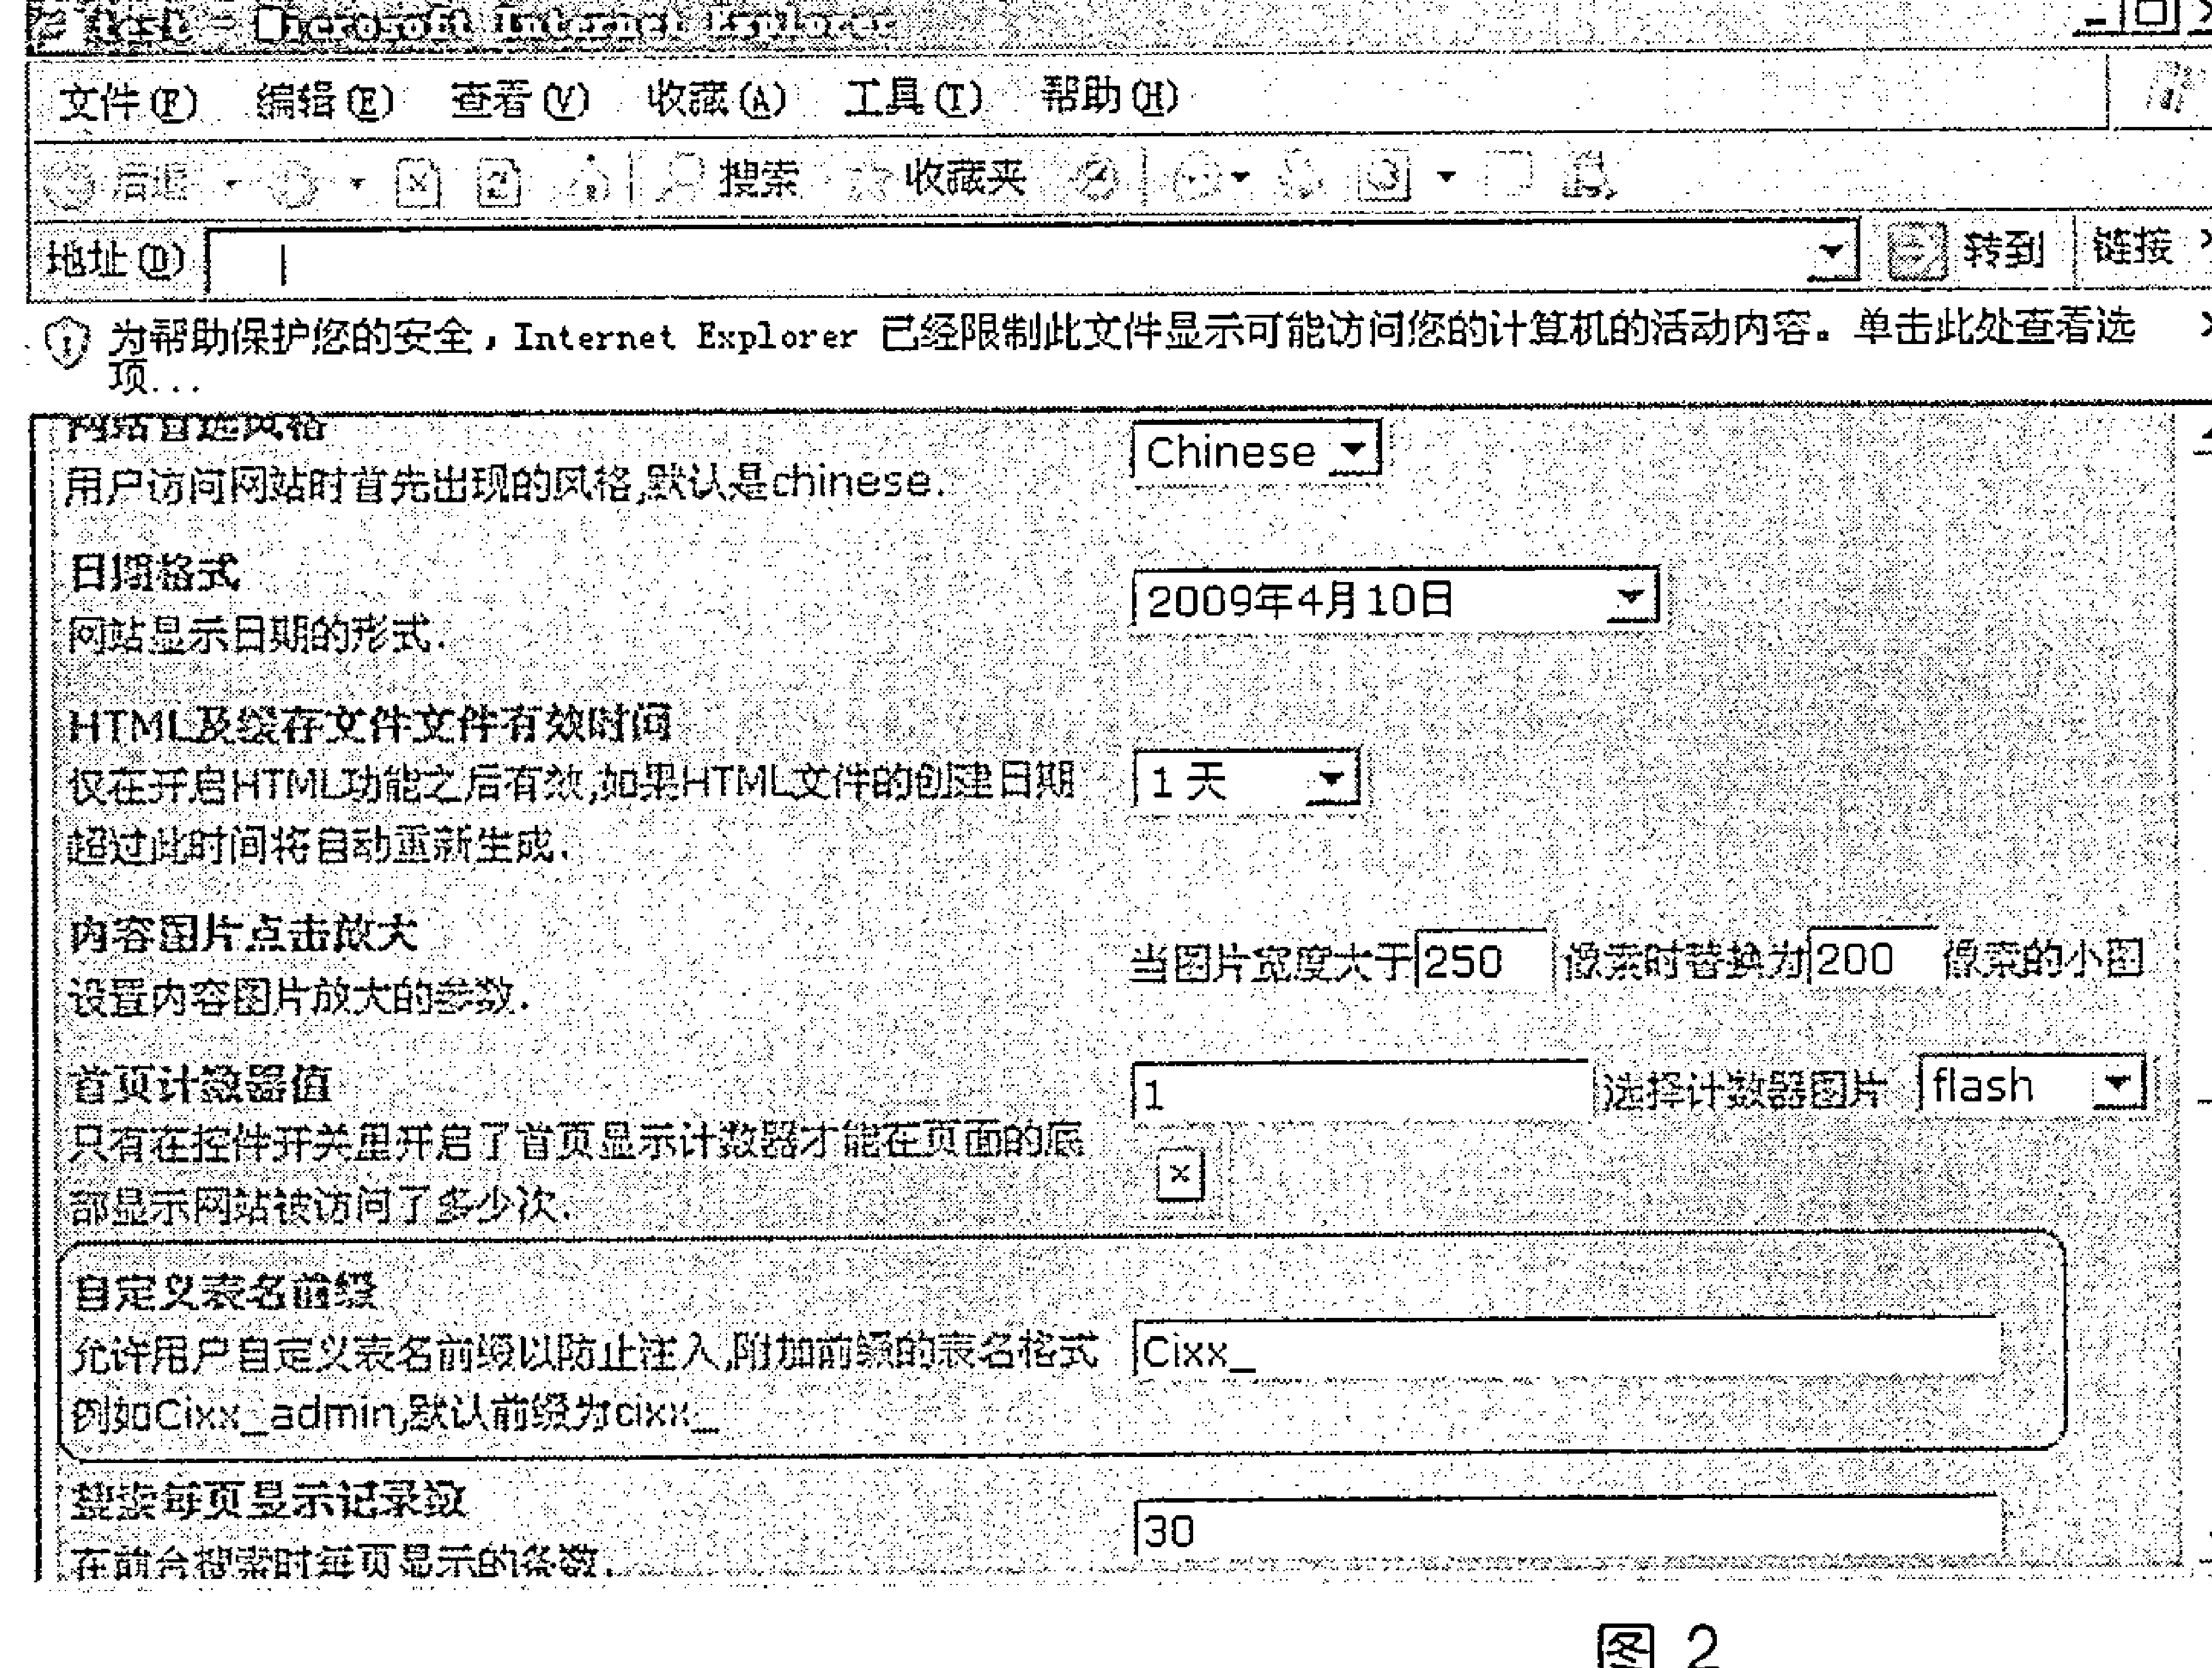 test - Microsoft Internet Explorer
文件(F) 编辑(E) 查看(V) 收藏(A) 工具(T) 帮助(H)
后退 搜索 收藏夹
地址(D) 转到 链接
为帮助保护您的安全，Internet Explorer 已经限制此文件显示可能访问您的计算机的活动内容。单击此处查看选
项...
网站首选风格
Chinese
用户访问网站时首先出现的风格,默认是chinese.
日期格式
2009年4月10日
网站显示日期的形式.
HTML及缓存文件文件有效时间
仅在开启HTML功能之后有效,如果HTML文件的创建日期 1 天
超过此时间将自动重新生成.
内容图片点击放大
当图片宽度大于 250 像素时替换为 200 像素的小图
设置内容图片放大的参数.
首页计数器值
1 选择计数器图片 flash
只有在控件开关里开启了首页显示计数器才能在页面的底
部显示网站被访问了多少次.
自定义表名前缀
允许用户自定义表名前缀以防止注入,附加前缀的表名格式 Cixx_
例如Cixx_admin,默认前缀为cixx_
搜索每页显示记录数
30
在前台搜索时每页显示的条数.
图 2